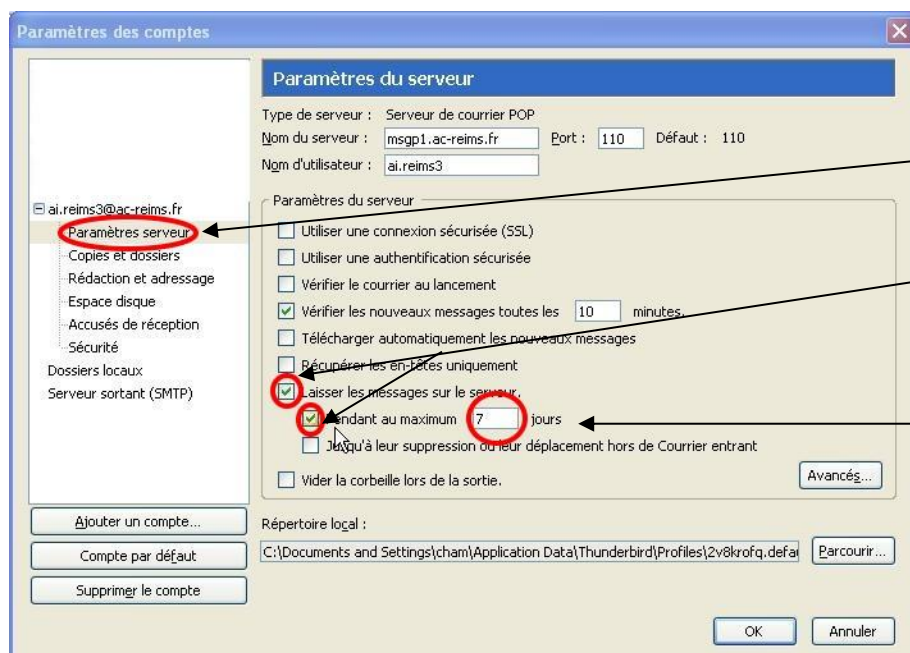 Paramètres des comptes
Paramètres du serveur
Type de serveur : Serveur de courrier POP
Nom du serveur : msgp1.ac-reims.fr Port : 110 Défaut : 110
Nom d'utilisateur : ai.reims3
ai.reims3@ac-reims.fr
Paramètres serveur
Copies et dossiers
Rédaction et adressage
Espace disque
Accusés de réception
Sécurité
Dossiers locaux
Serveur sortant (SMTP)
Paramètres du serveur
Utiliser une connexion sécurisée (SSL)
Utiliser une authentification sécurisée
Vérifier le courrier au lancement
Vérifier les nouveaux messages toutes les 10 minutes.
Télécharger automatiquement les nouveaux messages
Récupérer les en-têtes uniquement
Laisser les messages sur le serveur.
Pendant au maximum 7 jours
Jusqu'à leur suppression ou leur déplacement hors de Courrier entrant
Vider la corbeille lors de la sortie.
Avancés...
Ajouter un compte...
Compte par défaut
Supprimer le compte
Répertoire local :
C:\Documents and Settings\cham\Application Data\Thunderbird\Profiles\2v8krofq.defau
Parcourir...
OK Annuler